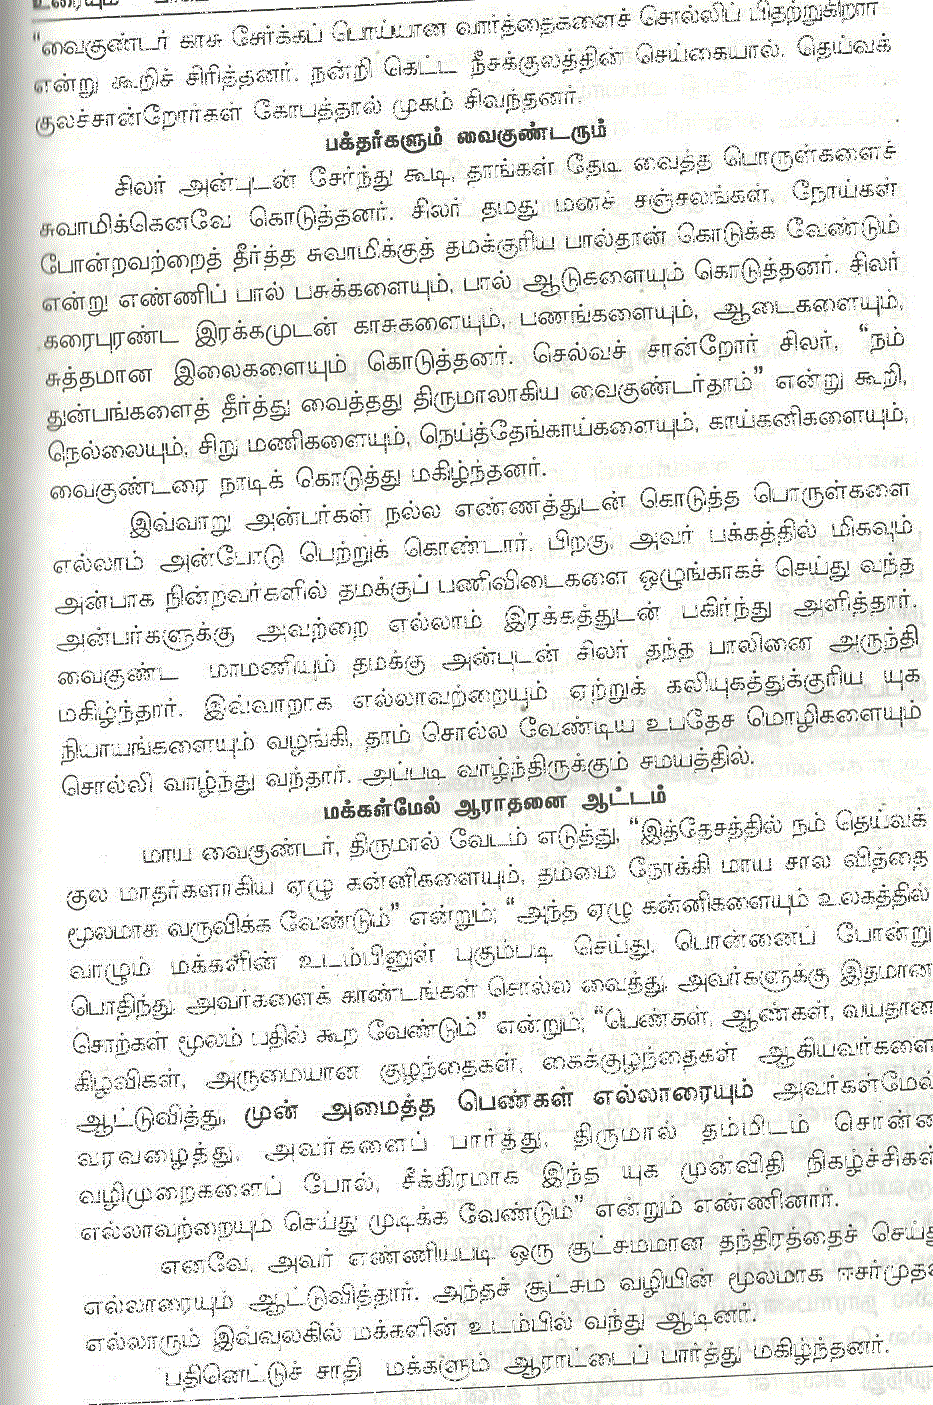 "வைகுண்டர் காசு சேர்க்கப் பொய்யான வார்த்தைகளைச் சொல்லிப் பிதற்றுகிறார்
என்று கூறிச் சிரித்தனர். நன்றி கெட்ட நீசக்குலத்தின் செய்கையால், தெய்வக்
குலச்சான்றோர்கள் கோபத்தால் முகம் சிவந்தனர்.
பக்தர்களும் வைகுண்டரும்
சிலர் அன்புடன் சேர்ந்து கூடி, தாங்கள் தேடி வைத்த பொருள்களைச்
சுவாமிக்கெனவே கொடுத்தனர். சிலர் தமது மனச் சஞ்சலங்கள், நோய்கள்
போன்றவற்றைத் தீர்த்த சுவாமிக்குத் தமக்குரிய பால்தான் கொடுக்க வேண்டும்
என்று எண்ணிப் பால் பசுக்களையும், பால் ஆடுகளையும் கொடுத்தனர். சிலர்
கரைபுரண்ட இரக்கமுடன் காசுகளையும், பணங்களையும், ஆடைகளையும்,
சுத்தமான இலைகளையும் கொடுத்தனர். செல்வச் சான்றோர் சிலர், "நம்
துன்பங்களைத் தீர்த்து வைத்தது திருமாலாகிய வைகுண்டர்தாம்" என்று கூறி,
நெல்லையும், சிறு மணிகளையும், நெய்த்தேங்காய்களையும், காய்கனிகளையும்,
வைகுண்டரை நாடிக் கொடுத்து மகிழ்ந்தனர்.
இவ்வாறு அன்பர்கள் நல்ல எண்ணத்துடன் கொடுத்த பொருள்களை
எல்லாம் அன்போடு பெற்றுக் கொண்டார். பிறகு, அவர் பக்கத்தில் மிகவும்
அன்பாக நின்றவர்களில் தமக்குப் பணிவிடைகளை ஒழுங்காகச் செய்து வந்த
அன்பர்களுக்கு அவற்றை எல்லாம் இரக்கத்துடன் பகிர்ந்து அளித்தார்.
வைகுண்ட மாமணியும் தமக்கு அன்புடன் சிலர் தந்த பாலினை அருந்தி
மகிழ்ந்தார். இவ்வாறாக எல்லாவற்றையும் ஏற்றுக் கலியுகத்துக்குரிய யுக
நியாயங்களையும் வழங்கி, தாம் சொல்ல வேண்டிய உபதேச மொழிகளையும்
சொல்லி வாழ்ந்து வந்தார். அப்படி வாழ்ந்திருக்கும் சமயத்தில்.
மக்கள்மேல் ஆராதனை ஆட்டம்
மாய வைகுண்டர், திருமால் வேடம் எடுத்து, "இத்தேசத்தில் நம் தெய்வக்
குல மாதர்களாகிய ஏழு கன்னிகளையும், தம்மை நோக்கி மாய சால வித்தை
மூலமாக வருவிக்க வேண்டும்" என்றும்; "அந்த ஏழு கன்னிகளையும் உலகத்தில்
வாழும் மக்களின் உடம்பினுள் புகும்படி செய்து, பொன்னைப் போன்று
பொதிந்து அவர்களைக் காண்டங்கள் சொல்ல வைத்து, அவர்களுக்கு இதமான
சொற்கள் மூலம் பதில் கூற வேண்டும்" என்றும்; "பெண்கள், ஆண்கள், வயதான
கிழவிகள், அருமையான குழந்தைகள், கைக்குழந்தைகள் ஆகியவர்களை
ஆட்டுவித்து, முன் அமைத்த பெண்கள் எல்லாரையும் அவர்கள்மேல்
வரவழைத்து, அவர்களைப் பார்த்து, திருமால் தம்மிடம் சொன்ன
வழிமுறைகளைப் போல், சீக்கிரமாக இந்த யுக முன்விதி நிகழ்ச்சிகள்
எல்லாவற்றையும் செய்து முடிக்க வேண்டும்" என்றும் எண்ணினார்.
எனவே, அவர் எண்ணியபடி ஒரு சூட்சமமான தந்திரத்தைச் செய்து
எல்லாரையும் ஆட்டுவித்தார். அந்தச் சூட்சும வழியின் மூலமாக ஈசர்முதல்
எல்லாரும் இவ்வுலகில் மக்களின் உடம்பில் வந்து ஆடினர்.
பதினெட்டுச் சாதி மக்களும் ஆராட்டைப் பார்த்து மகிழ்ந்தனர்.